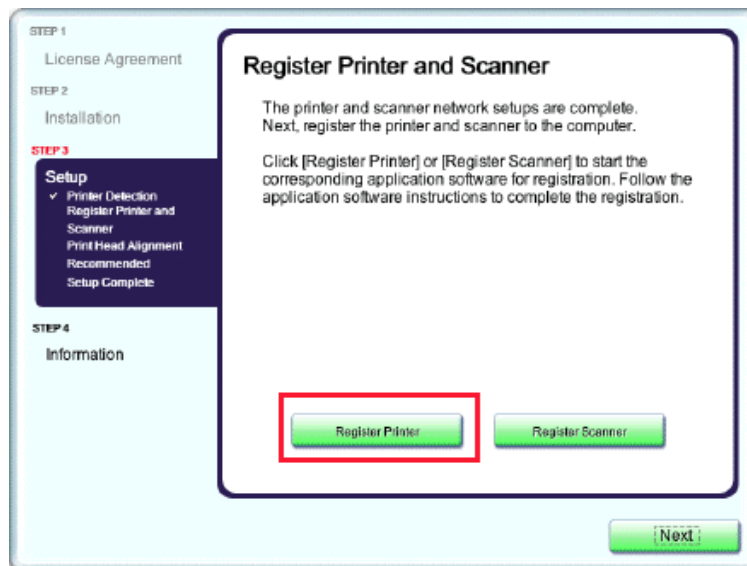 STEP 1
License Agreement
STEP 2
Installation
STEP 3
Setup
✓ Printer Detection
Register Printer and
Scanner
Print Head Alignment
Recommended
Setup Complete
STEP 4
Information
Register Printer and Scanner
The printer and scanner network setups are complete.
Next, register the printer and scanner to the computer.
Click [Register Printer] or [Register Scanner] to start the
corresponding application software for registration. Follow the
application software instructions to complete the registration.
Register Printer
Register Scanner
Next